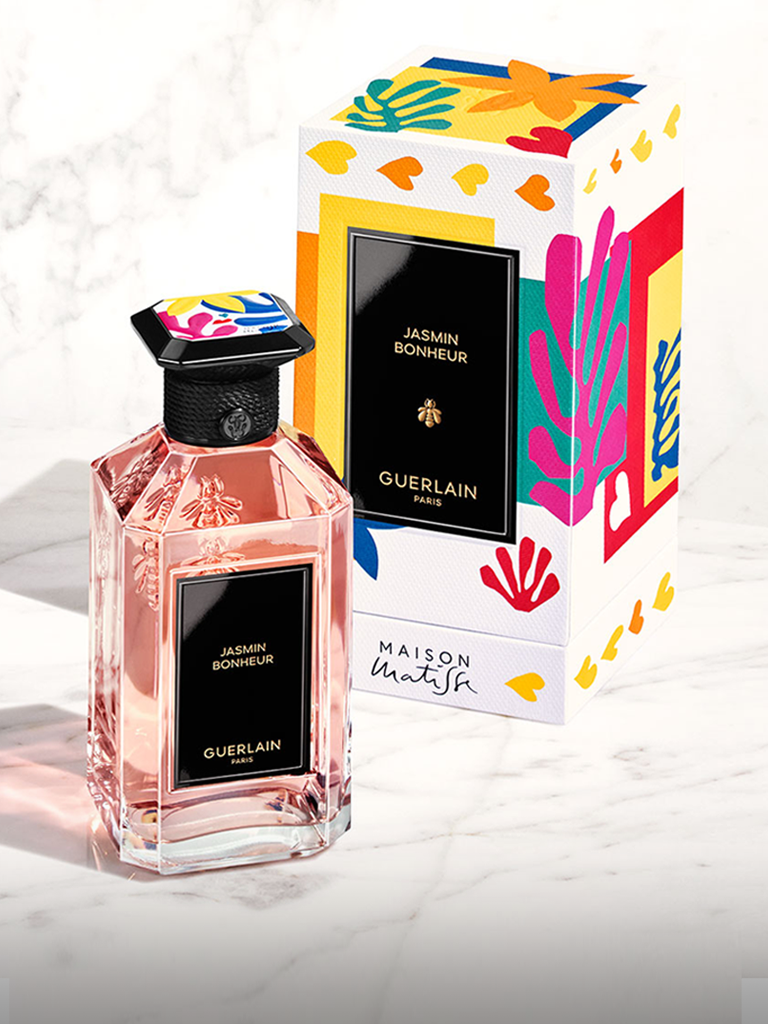 JASMIN
BONHEUR
GUERLAIN
PARIS
MAISON
Matisse
JASMIN
BONHEUR
GUERLAIN
PARIS